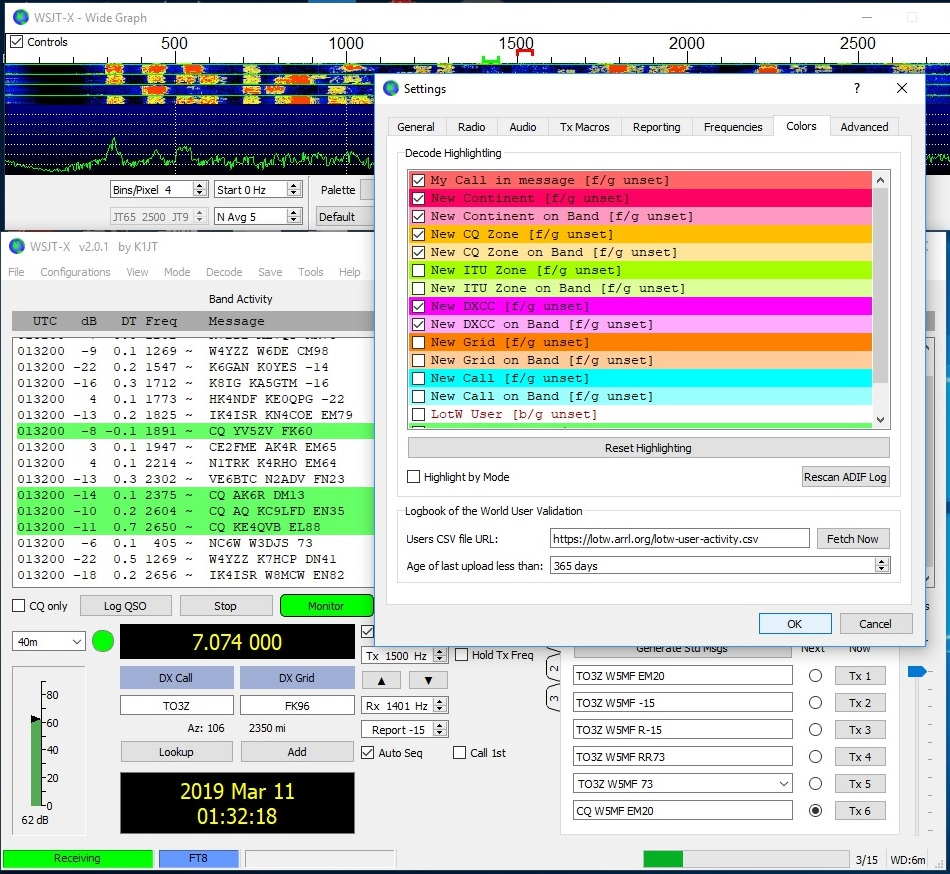 WSJT-X - Wide Graph
Controls
500 1000 1500 2000 2500
Bins/Pixel 4 Start 0 Hz Palette
JT65 2500 JT9 N Avg 5 Default
Settings
General Radio Audio Tx Macros Reporting Frequencies Colors Advanced
Decode Highlightling
My Call in message [f/g unset]
New Continent [f/g unset]
New Continent on Band [f/g unset]
New CQ Zone [f/g unset]
New CQ Zone on Band [f/g unset]
New ITU Zone [f/g unset]
New ITU Zone on Band [f/g unset]
New DXCC [f/g unset]
New DXCC on Band [f/g unset]
New Grid [f/g unset]
New Grid on Band [f/g unset]
New Call [f/g unset]
New Call on Band [f/g unset]
LotW User [b/g unset]
Reset Highlighting
Highlight by Mode Rescan ADIF Log
Logbook of the World User Validation
Users CSV file URL: https://lotw.arrl.org/lotw-user-activity.csv Fetch Now
Age of last upload less than: 365 days
OK Cancel
WSJT-X v2.0.1 by K1JT
File Configurations View Mode Decode Save Tools Help
Band Activity
UTC dB DT Freq Message
013200 -9 0.1 1269 ~ W4YZZ W6DE CM98
013200 -22 0.2 1547 ~ K6GAN K0YES -14
013200 -16 0.3 1712 ~ K8IG KA5GTM -16
013200 4 0.1 1773 ~ HK4NDF KE0QPG -22
013200 -13 0.2 1825 ~ IK4ISR KN4COE EM79
013200 -8 -0.1 1891 ~ CQ YV5ZV FK60
013200 3 0.1 1947 ~ CE2FME AK4R EM65
013200 4 0.1 2214 ~ N1TRK K4RHO EM64
013200 -13 0.3 2302 ~ VE6BTC N2ADV FN23
013200 -14 0.1 2375 ~ CQ AK6R DM13
013200 -10 0.2 2604 ~ CQ AQ KC9LFD EN35
013200 -11 0.7 2650 ~ CQ KE4QVB EL88
013200 -6 0.1 405 ~ NC6W W3DJS 73
013200 -22 0.5 1269 ~ W4YZZ K7HCP DN41
013200 -18 0.2 2656 ~ IK4ISR W8MCW EN82
CQ only Log QSO Stop Monitor
40m 7.074 000
Tx 1500 Hz Hold Tx Freq
DX Call DX Grid
TO3Z FK96 Rx 1401 Hz
Az: 106 2350 mi Report -15
Lookup Add Auto Seq Call 1st
2019 Mar 11
01:32:18
80
60
40
20
0
62 dB
2
3
Generate Std Msgs Next Now
TO3Z W5MF EM20 Tx 1
TO3Z W5MF -15 Tx 2
TO3Z W5MF R-15 Tx 3
TO3Z W5MF RR73 Tx 4
TO3Z W5MF 73 Tx 5
CQ W5MF EM20 Tx 6
Receiving FT8 3/15 WD:6m